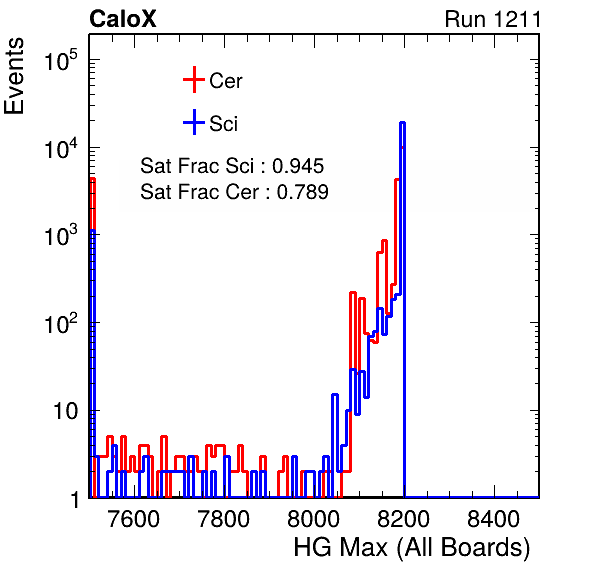 CaloX Run 1211
Events
10^5
10^4
10^3
10^2
10
1
Cer
Sci
Sat Frac Sci : 0.945
Sat Frac Cer : 0.789
7600 7800 8000 8200 8400
HG Max (All Boards)